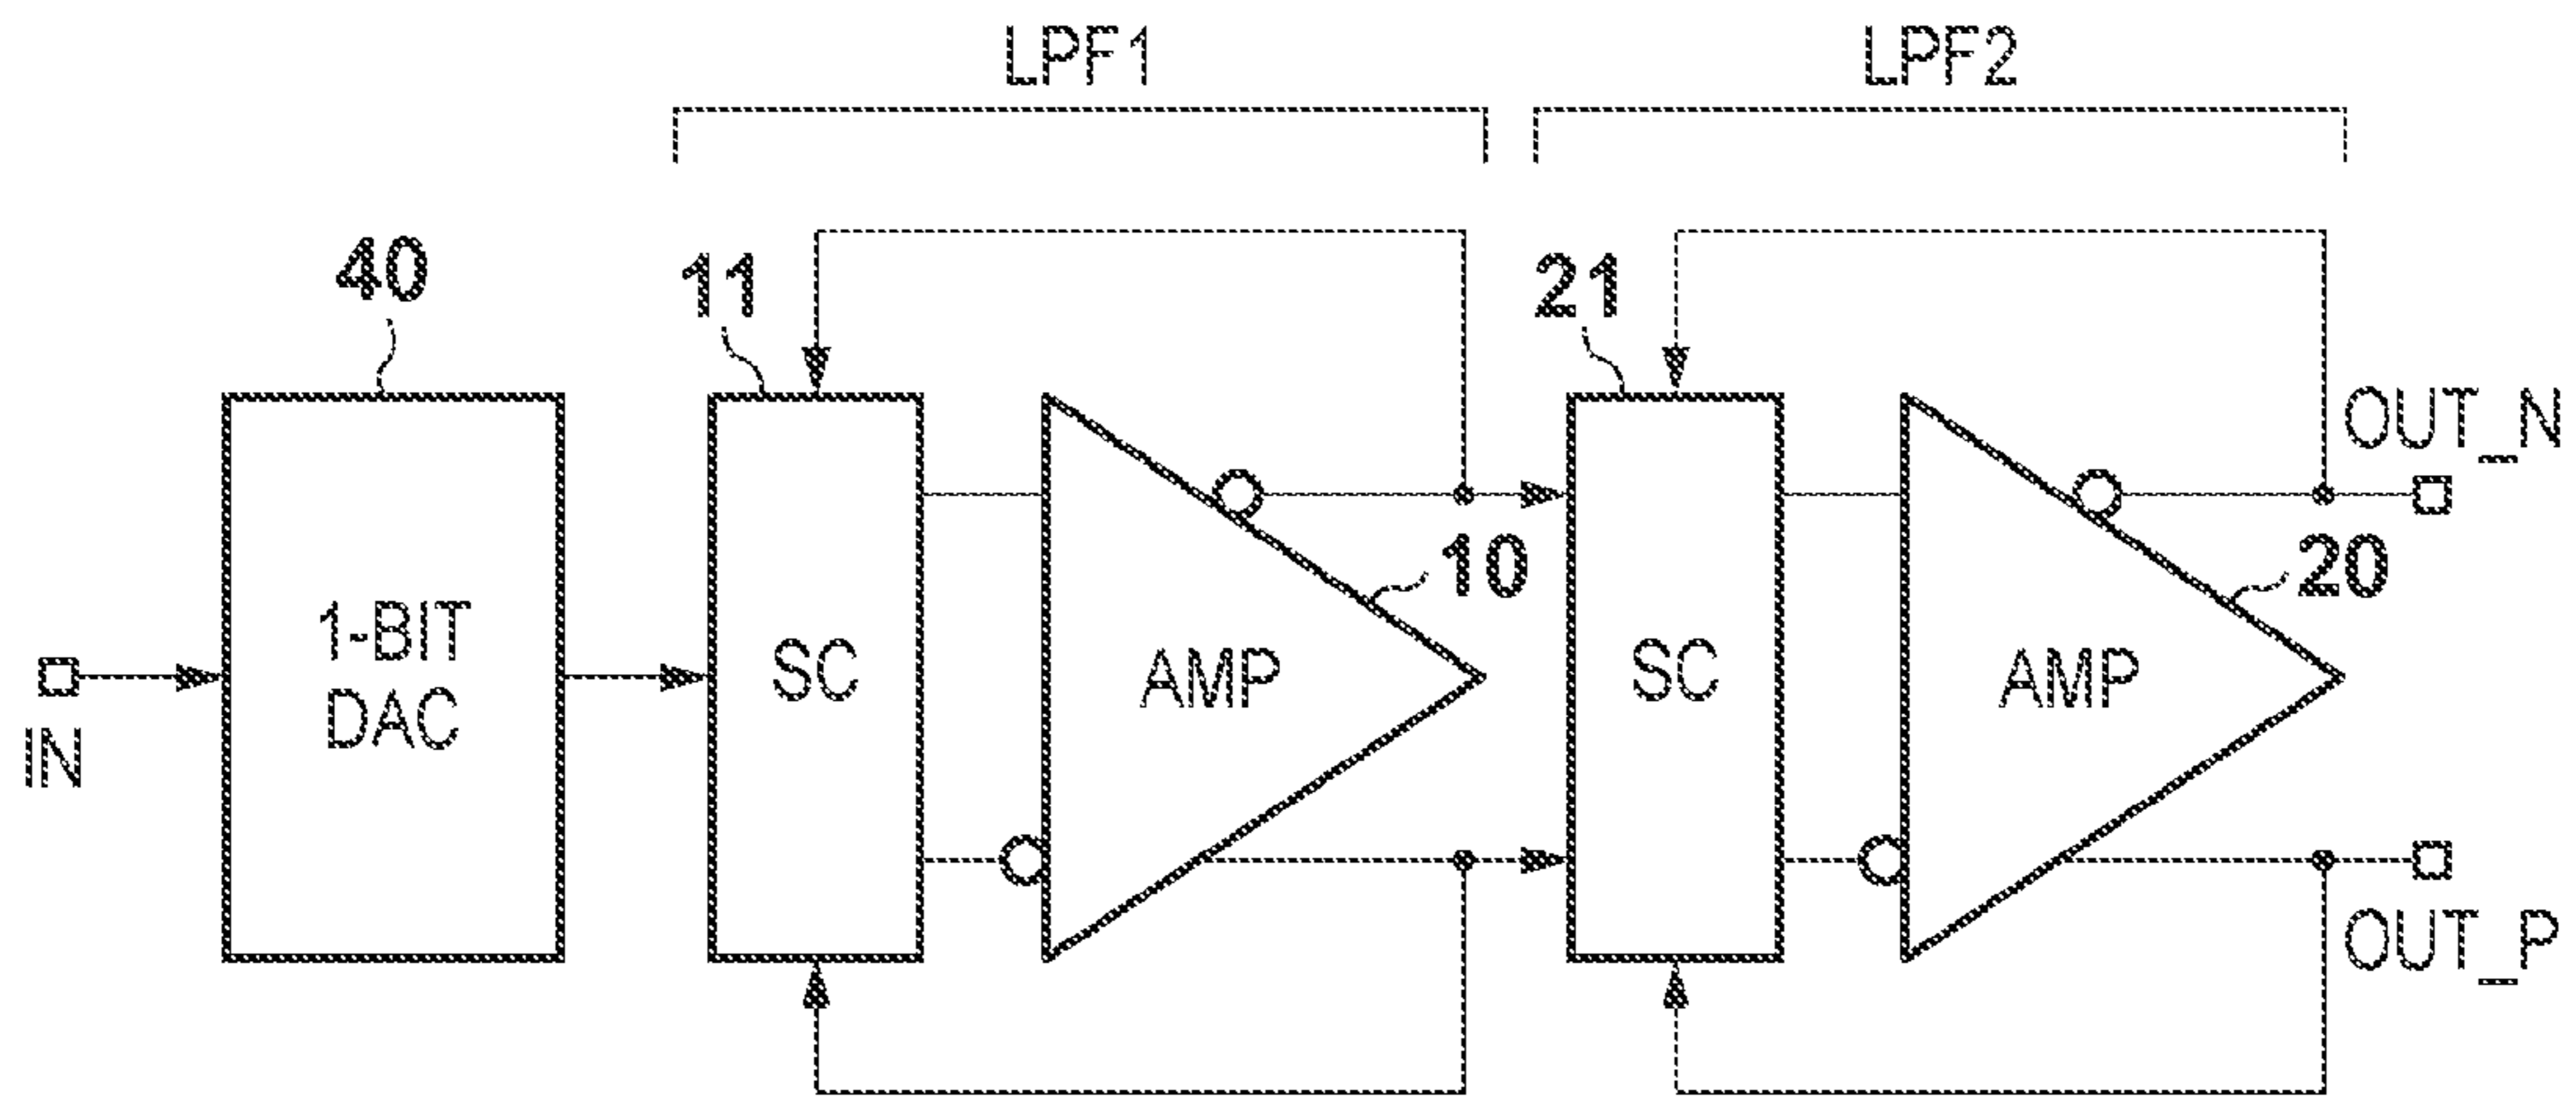 LPF1
LPF2
40
11
21
OUT_N
10
20
1-BIT
DAC
SC
AMP
SC
AMP
IN
OUT_P